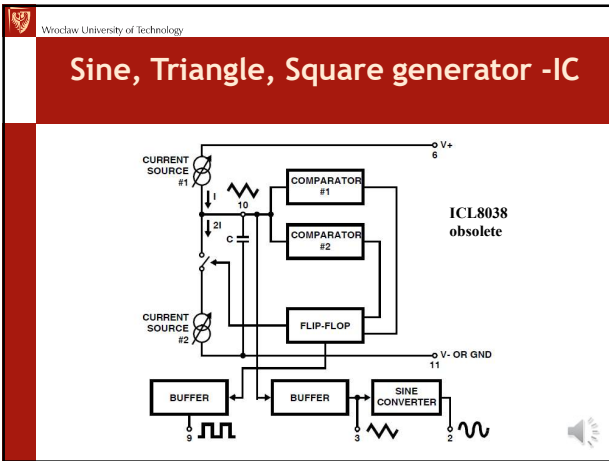 Wroclaw University of Technology
Sine, Triangle, Square generator -IC
V+
6
CURRENT
SOURCE
#1
I
10
2I
C
COMPARATOR
#1
COMPARATOR
#2
ICL8038
obsolete
CURRENT
SOURCE
#2
FLIP-FLOP
V- OR GND
11
BUFFER
BUFFER
SINE
CONVERTER
9
3
2